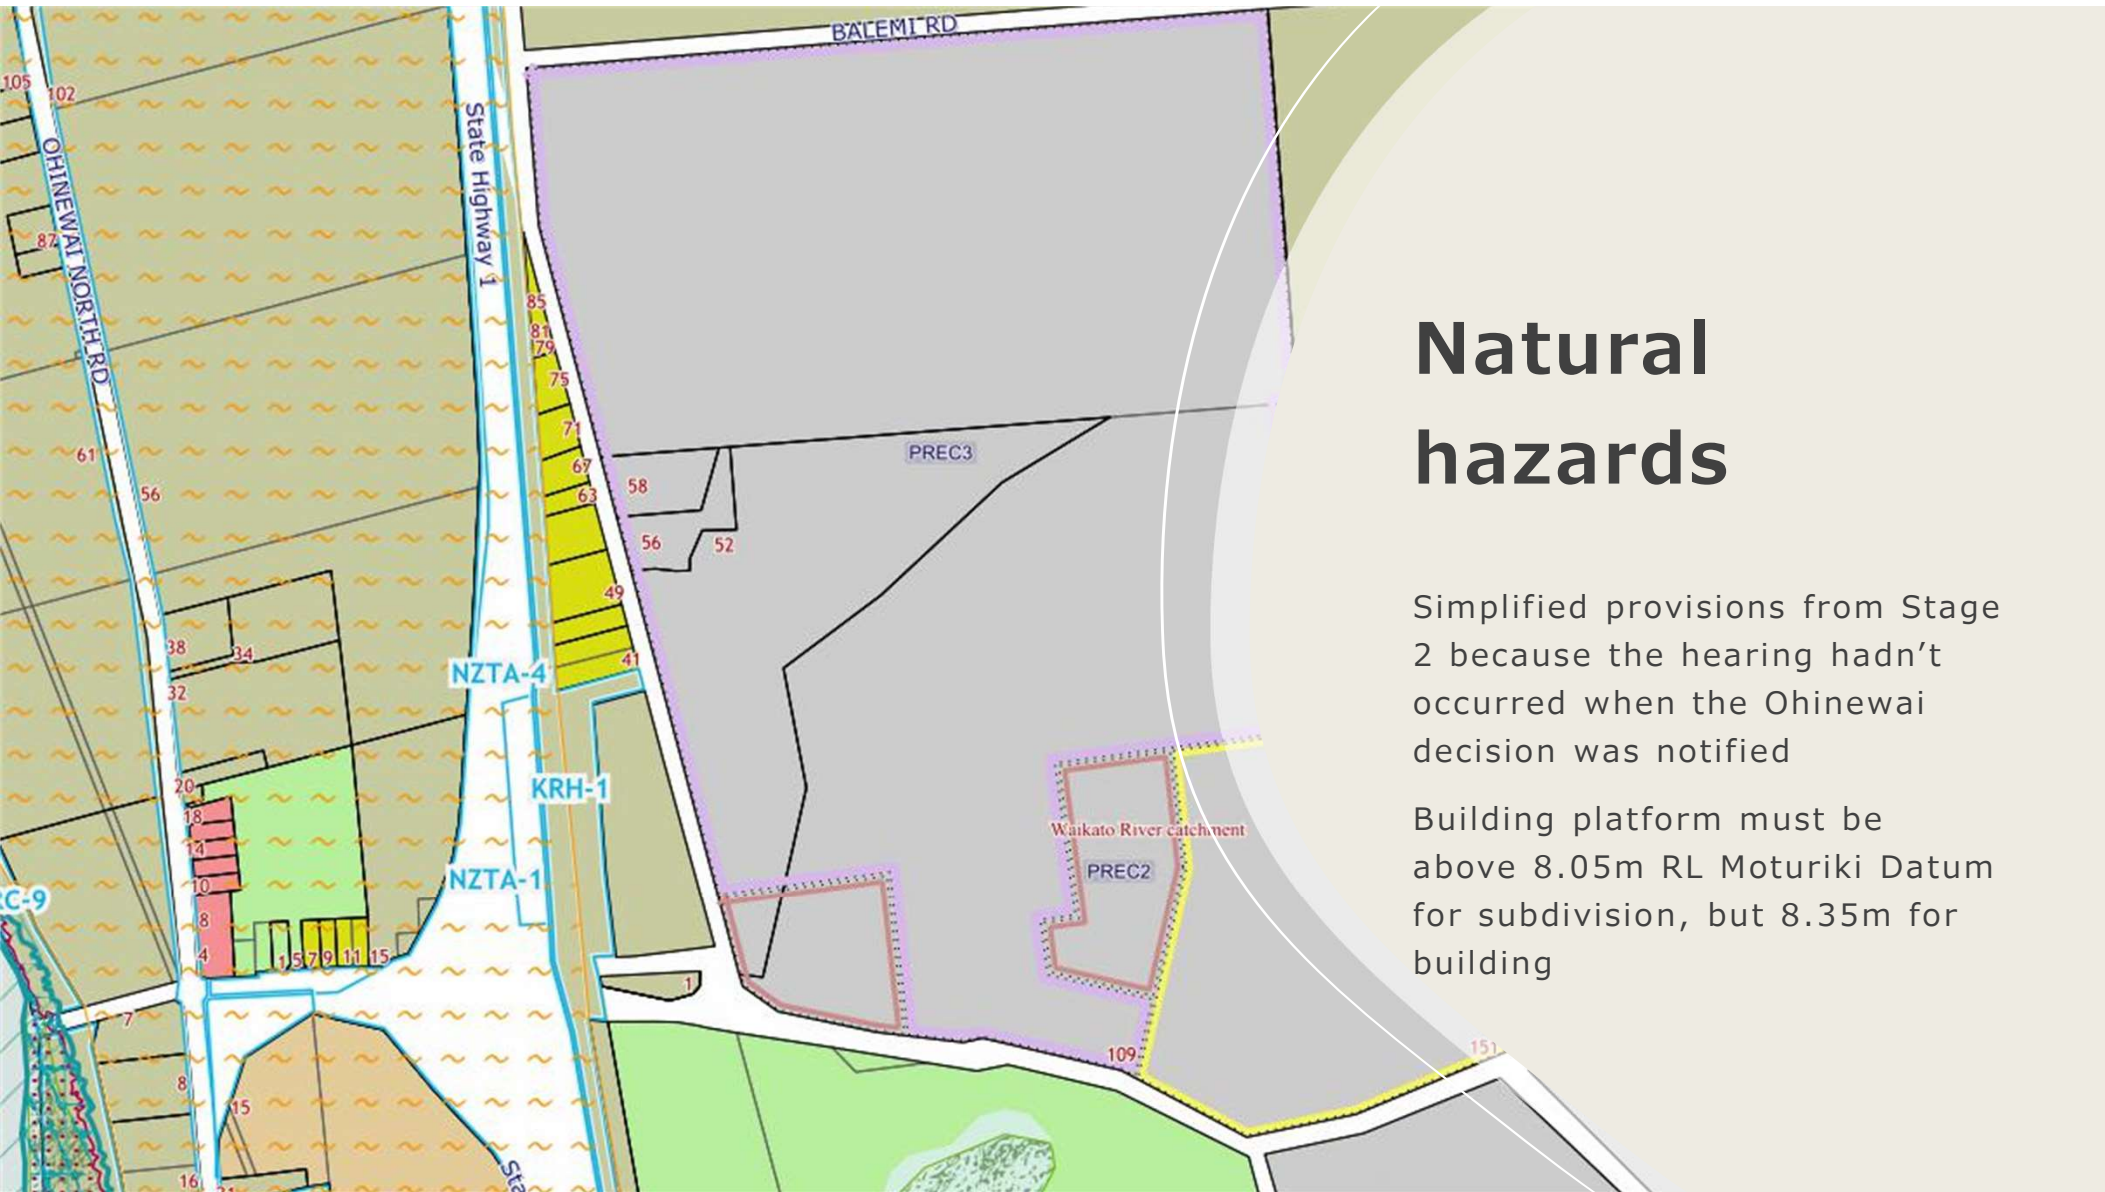 BALEMI RD
105
102
OHINEWAI NORTH RD
State Highway 1
87
85
81
79
75
71
67
63
61
56
PREC3
58
56
52
49
41
38
34
32
NZTA-4
KRH-1
NZTA-1
20
18
14
10
8
4
1 5 7 9 11 15
Waikato River catchment
PREC2
1
7
109
151
8
15
16
Natural
hazards
Simplified provisions from Stage
2 because the hearing hadn’t
occurred when the Ohinewai
decision was notified
Building platform must be
above 8.05m RL Moturiki Datum
for subdivision, but 8.35m for
building